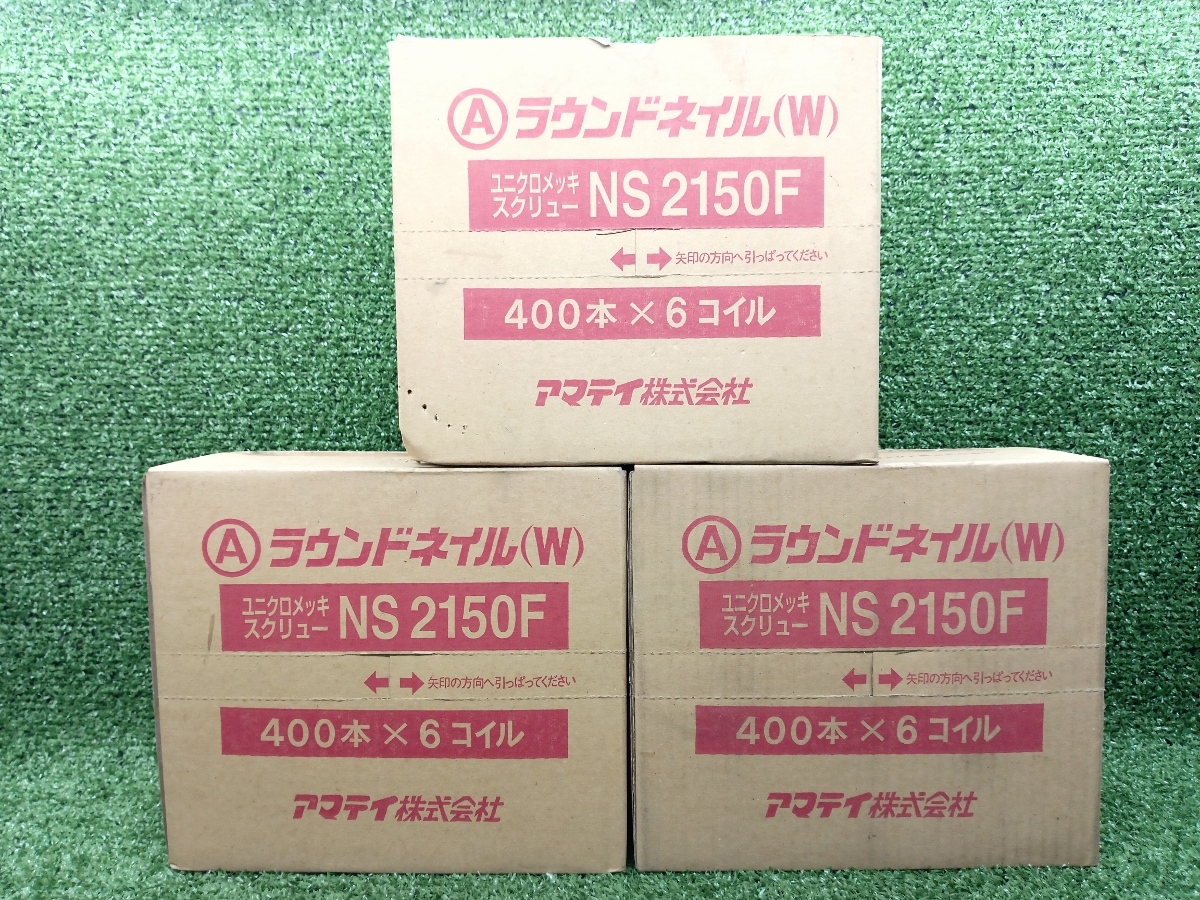 Ⓐ ラウンドネイル(W)
ユニクロメッキ
スクリュー NS 2150F
矢印の方向へ引っぱってください
400本×6コイル
アマテイ株式会社
Ⓐ ラウンドネイル(W)
ユニクロメッキ
スクリュー NS 2150F
矢印の方向へ引っぱってください
400本×6コイル
アマテイ株式会社
Ⓐ ラウンドネイル(W)
ユニクロメッキ
スクリュー NS 2150F
矢印の方向へ引っぱってください
400本×6コイル
アマテイ株式会社